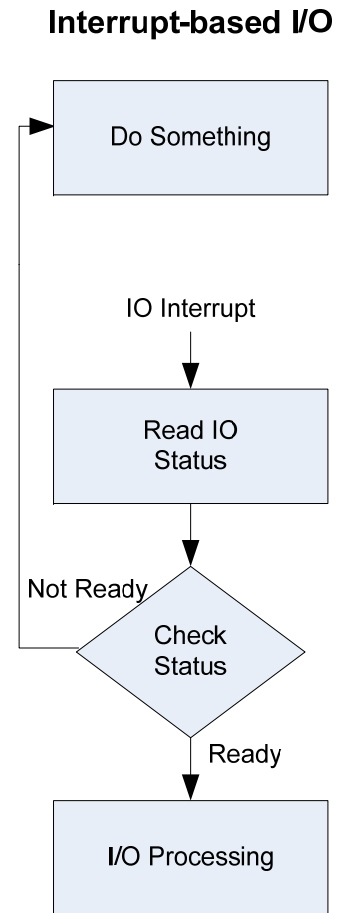 Interrupt-based I/O
Do Something
IO Interrupt
Read IO
Status
Not Ready
Check
Status
Ready
I/O Processing